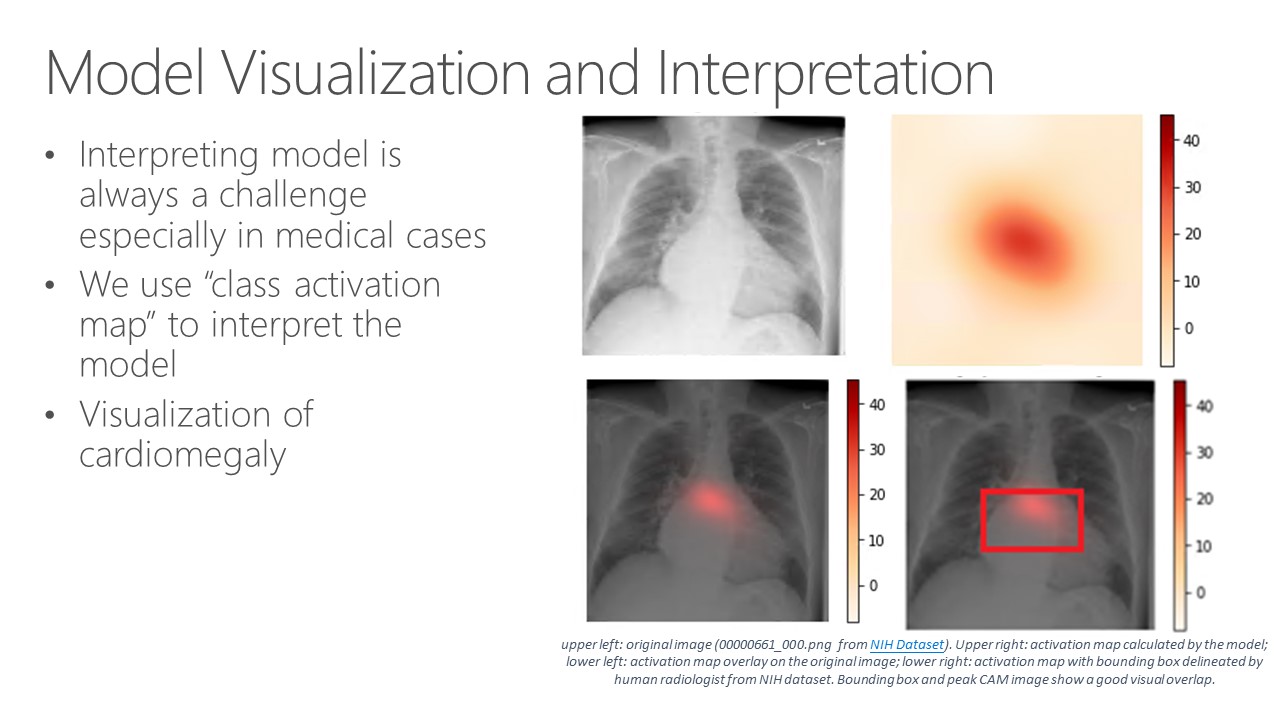 Model Visualization and Interpretation
• Interpreting model is
always a challenge
especially in medical cases
• We use “class activation
map” to interpret the
model
• Visualization of
cardiomegaly
40
30
20
10
0
40
30
20
10
0
40
30
20
10
0
upper left: original image (00000661_000.png from NIH Dataset). Upper right: activation map calculated by the model;
lower left: activation map overlay on the original image; lower right: activation map with bounding box delineated by
human radiologist from NIH dataset. Bounding box and peak CAM image show a good visual overlap.